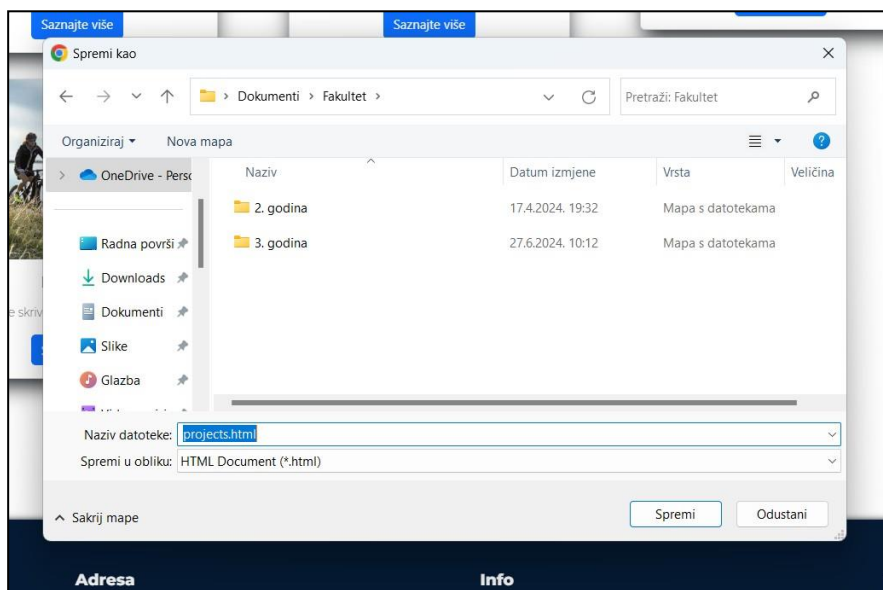 Saznajte više
Saznajte više
Spremi kao
Dokumenti > Fakultet >
Pretraži: Fakultet
Organiziraj
Nova mapa
OneDrive - Perso
Naziv
Datum izmjene
Vrsta
Veličina
2. godina
17.4.2024. 19:32
Mapa s datotekama
3. godina
27.6.2024. 10:12
Mapa s datotekama
Radna površi
Downloads
Dokumenti
Slike
Glazba
e skriv
Naziv datoteke: projects.html
Spremi u obliku: HTML Document (*.html)
Sakrij mape
Spremi
Odustani
Adresa
Info